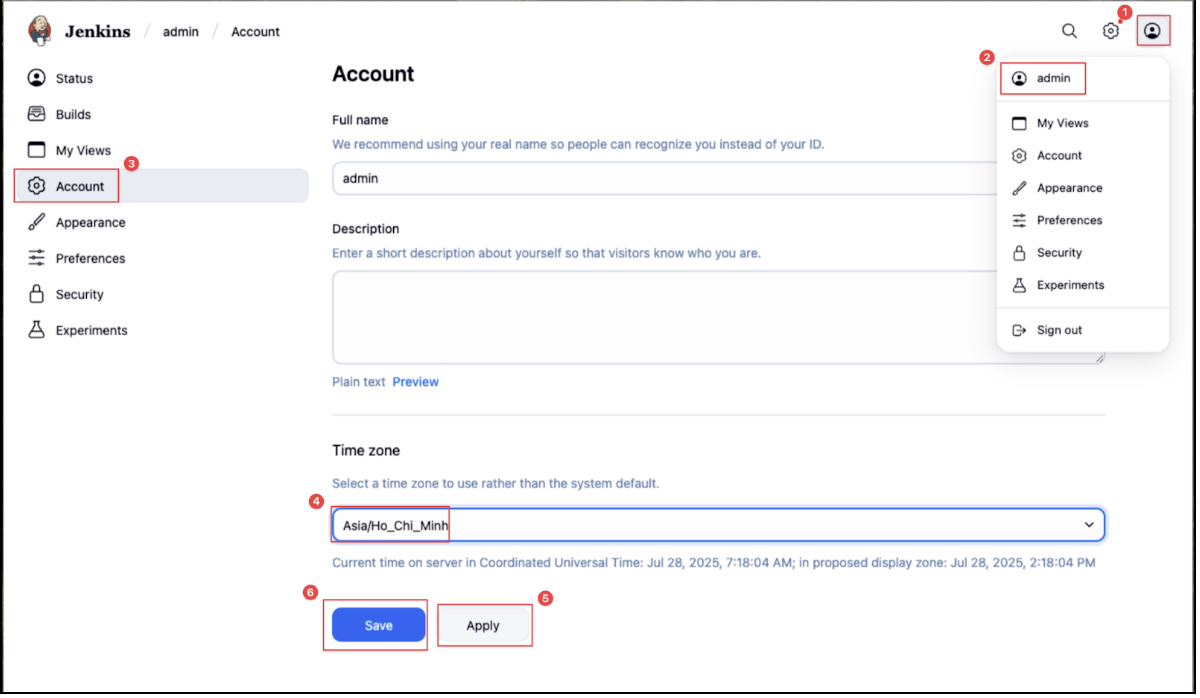 Jenkins / admin / Account
1
2
admin
My Views
Account
Appearance
Preferences
Security
Experiments
Sign out
Status
Builds
My Views
3
Account
Appearance
Preferences
Security
Experiments
Account
Full name
We recommend using your real name so people can recognize you instead of your ID.
admin
Description
Enter a short description about yourself so that visitors know who you are.
Plain text Preview
Time zone
Select a time zone to use rather than the system default.
4
Asia/Ho_Chi_Minh
Current time on server in Coordinated Universal Time: Jul 28, 2025, 7:18:04 AM; in proposed display zone: Jul 28, 2025, 2:18:04 PM
6
Save
5
Apply